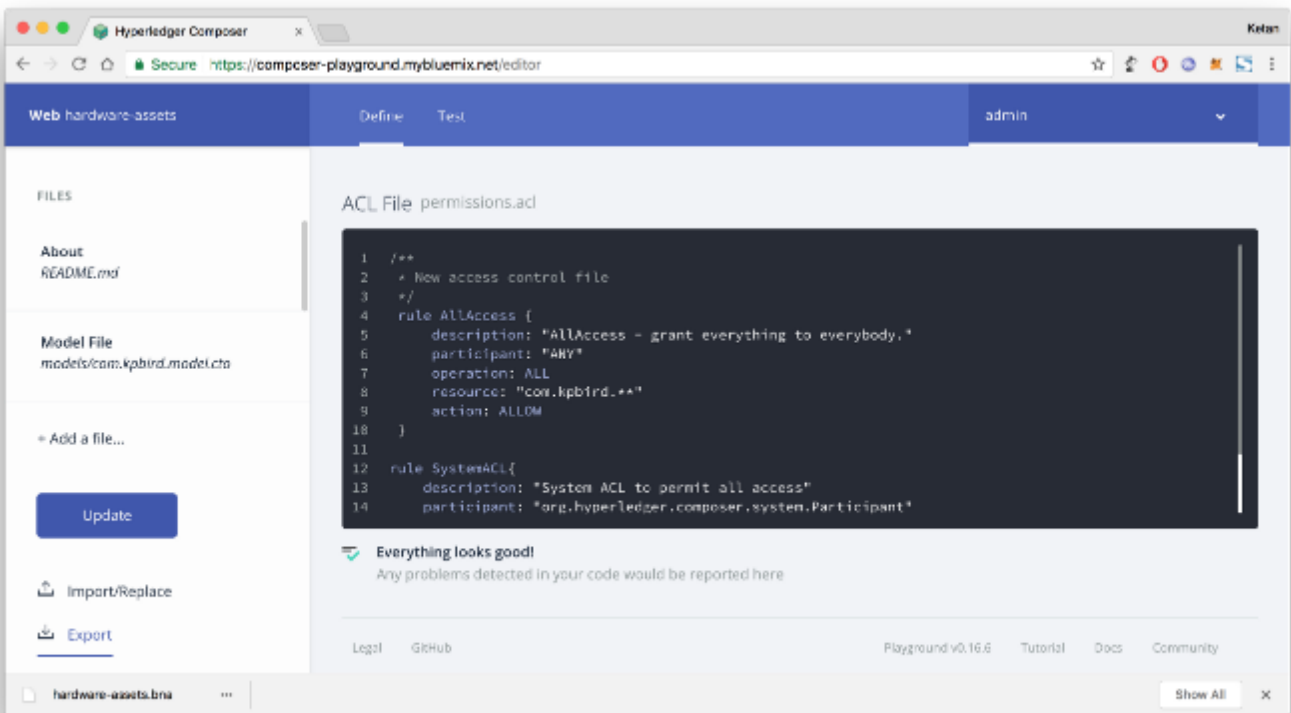 Hyperledger Composer
Ketan
Secure https://composer-playground.mybluemix.net/editor
Web hardware-assets
Define Test
admin
FILES
About
README.md
Model File
models/com.kpbird.model.cto
+ Add a file...
Update
Import/Replace
Export
ACL File permissions.acl
1 /**
2 * New access control file
3 */
4 rule AllAccess {
5 description: "AllAccess - grant everything to everybody."
6 participant: "ANY"
7 operation: ALL
8 resource: "com.kpbird.**"
9 action: ALLOW
10 }
11
12 rule SystemACL{
13 description: "System ACL to permit all access"
14 participant: "org.hyperledger.composer.system.Participant"
Everything looks good!
Any problems detected in your code would be reported here
Legal GitHub
Playground v0.16.6 Tutorial Docs Community
hardware-assets.bna
Show All